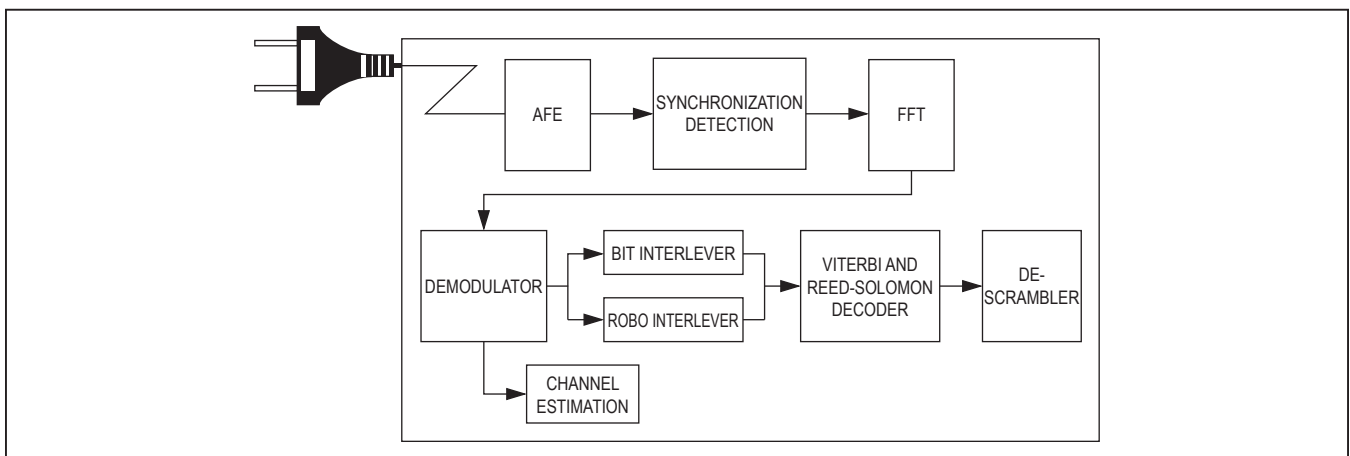 AFE
SYNCHRONIZATION
DETECTION
FFT
DEMODULATOR
BIT INTERLEVER
ROBO INTERLEVER
VITERBI AND
REED-SOLOMON
DECODER
DE-
SCRAMBLER
CHANNEL
ESTIMATION